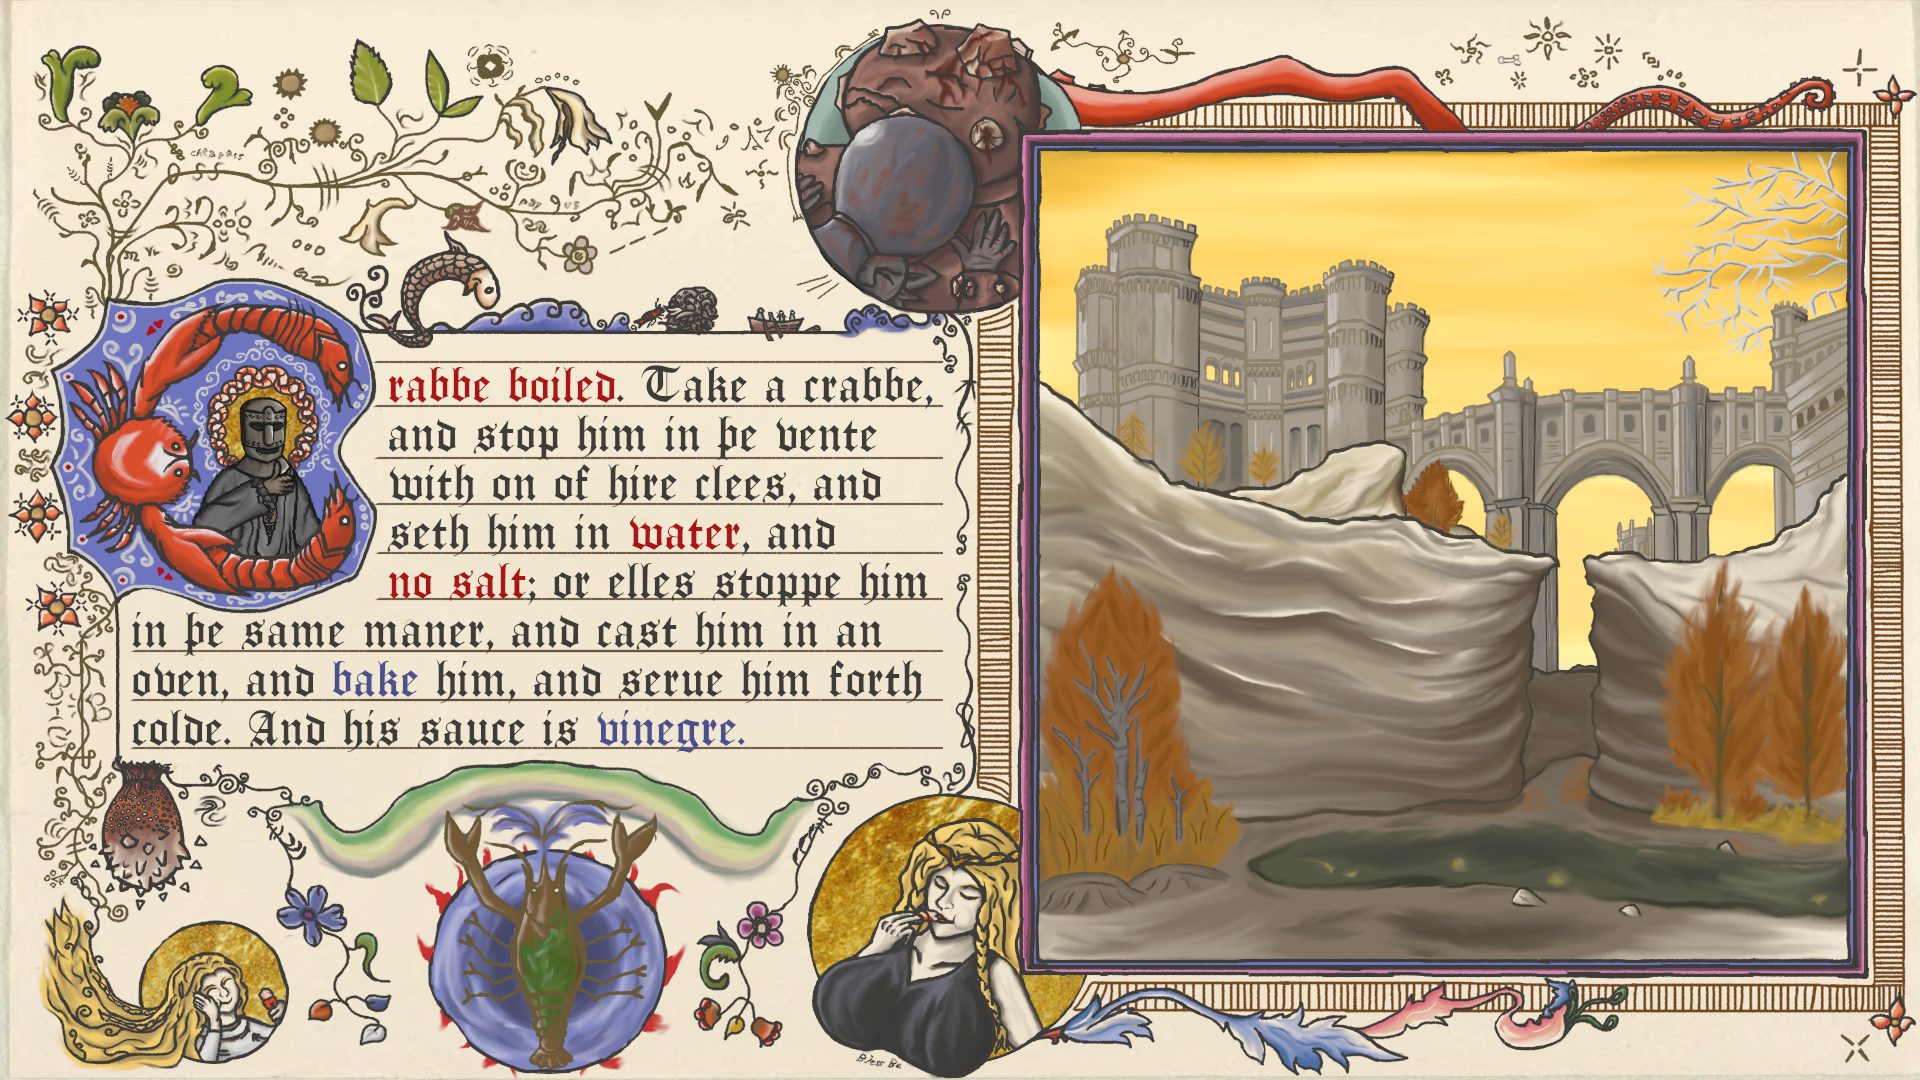 Crabbe boiled. Take a crabbe,
and stop him in þe vente
with on of hire clees, and
seth him in water, and
no salt; or elles stoppe him
in þe same maner, and cast him in an
oven, and bake him, and serue him forth
colde. And his sauce is vinegre.
Bless Be